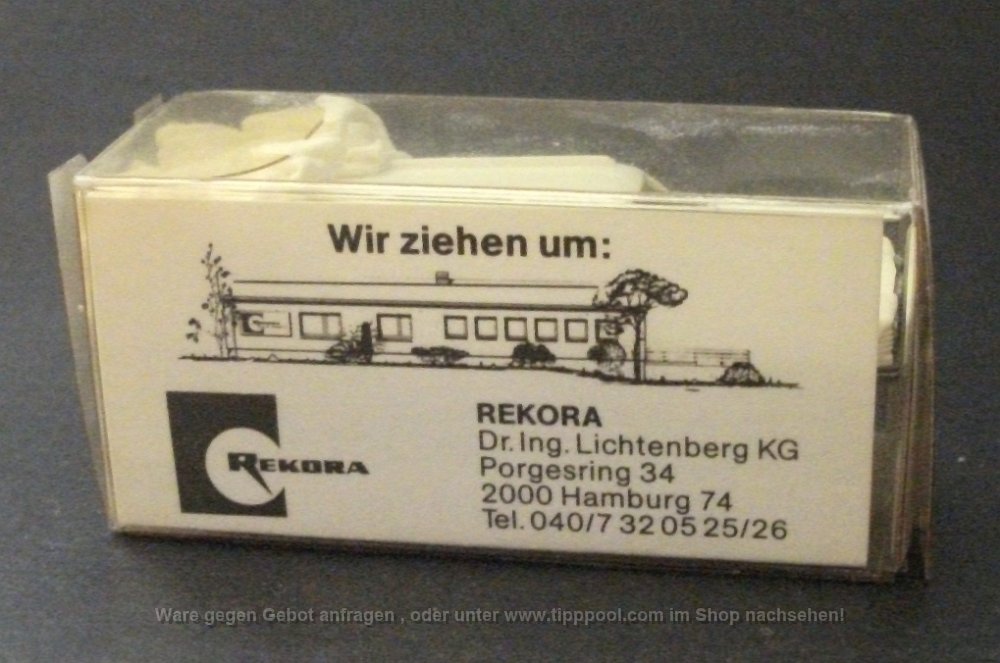 Wir ziehen um:
REKORA
REKORA
Dr. Ing. Lichtenberg KG
Porgesring 34
2000 Hamburg 74
Tel. 040/7 32 05 25/26
Ware gegen Gebot anfragen , oder unter www.tipppool.com im Shop nachsehen!